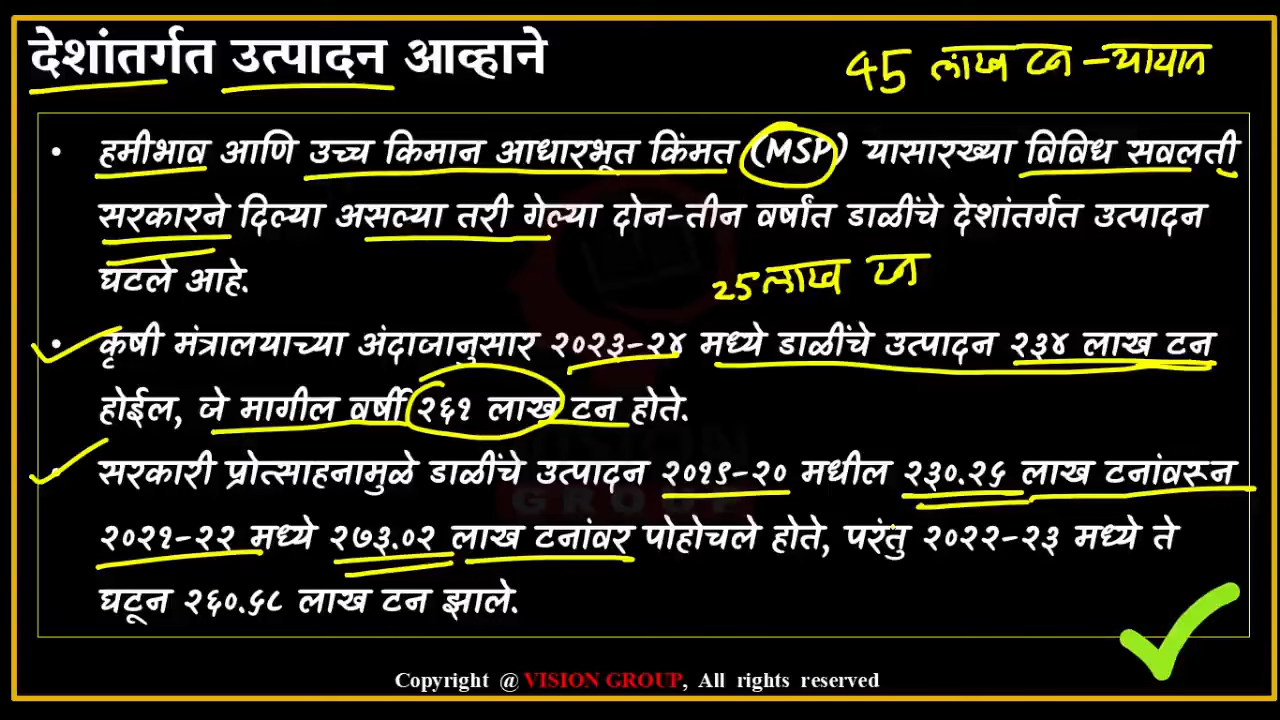 देशांतर्गत उत्पादन आव्हाने
45 लाख टन – आयात
• हमीभाव आणि उच्च किमान आधारभूत किंमत (MSP) यासारख्या विविध सवलती
सरकारने दिल्या असल्या तरी गेल्या दोन-तीन वर्षांत डाळींचे देशांतर्गत उत्पादन
घटले आहे.
25 लाख टन
• कृषी मंत्रालयाच्या अंदाजानुसार २०२३-२४ मध्ये डाळींचे उत्पादन २३४ लाख टन
होईल, जे मागील वर्षी २६१ लाख टन होते.
• सरकारी प्रोत्साहनामुळे डाळींचे उत्पादन २०१९-२० मधील २३०.२५ लाख टनांवरून
२०२१-२२ मध्ये २७३.०२ लाख टनांवर पोहोचले होते, परंतु २०२२-२३ मध्ये ते
घटून २६०.५८ लाख टन झाले.
VISION
GROUP
Copyright @ VISION GROUP, All rights reserved